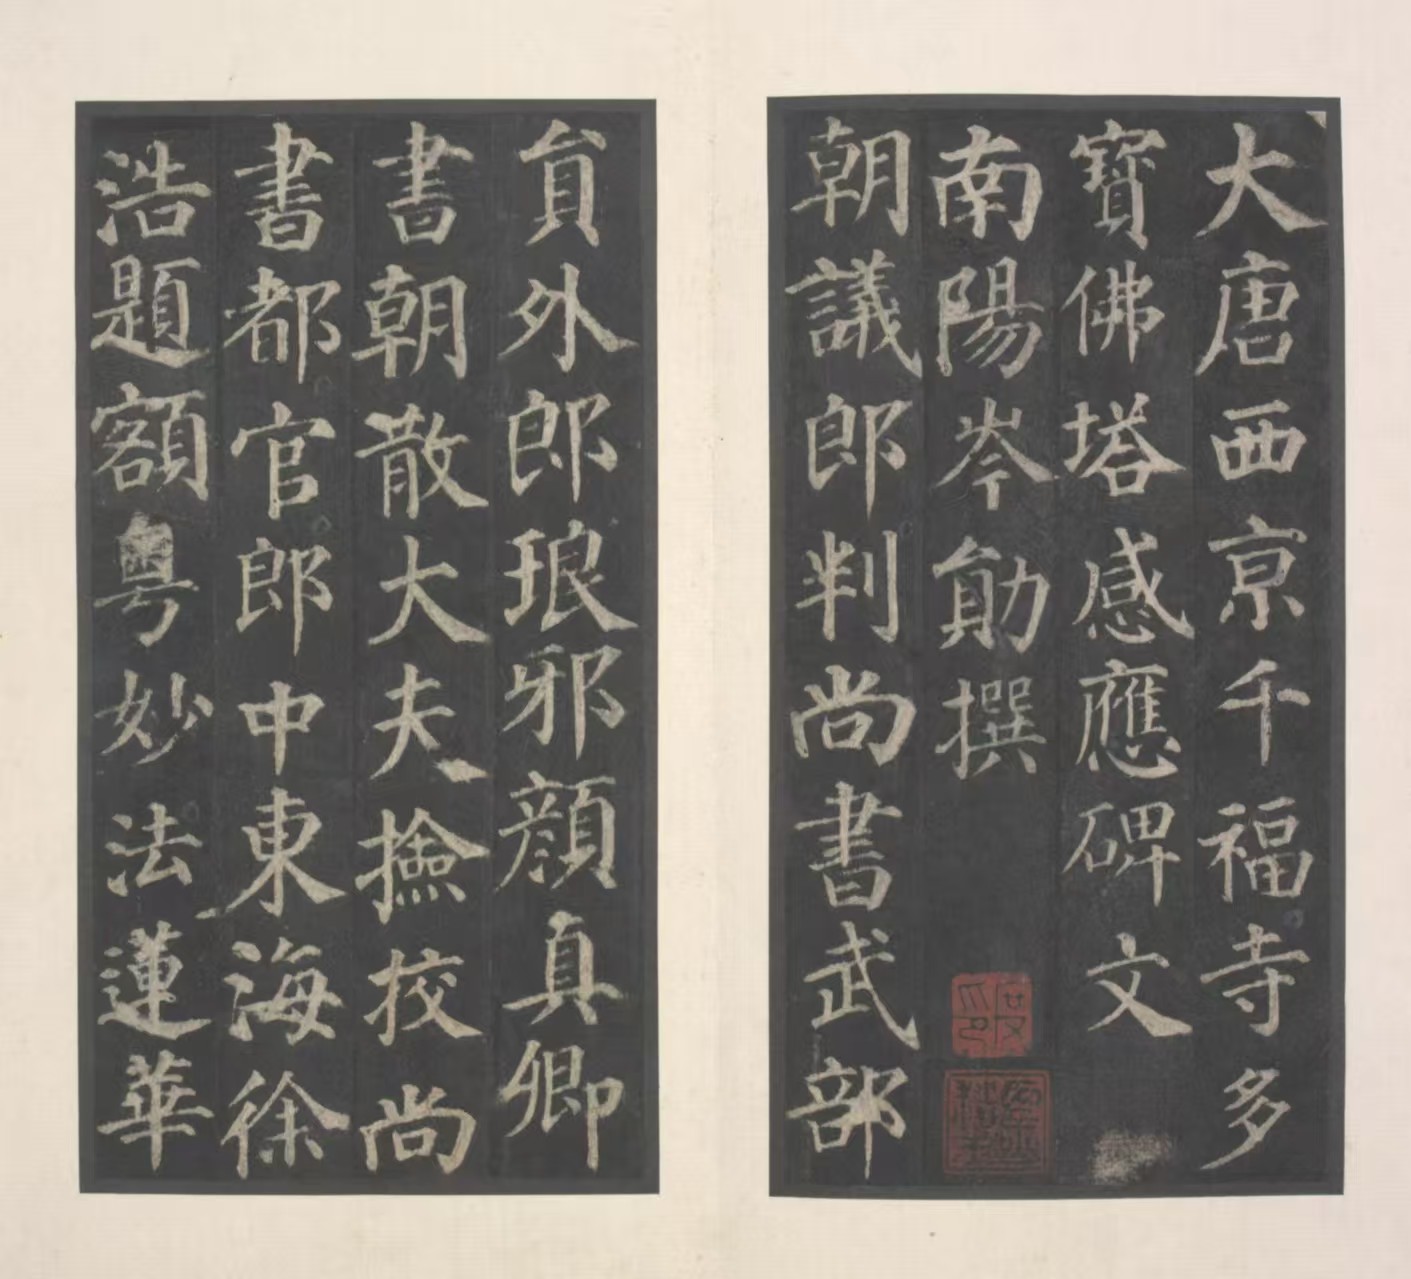 大唐西京千福寺多
寶佛塔感應碑文
南陽岑勛撰
朝議郎判尚書武部
員外郎琅邪顏真卿
書朝散大夫撿挍尚
書都官郎中東海徐
浩題額粵妙法蓮華